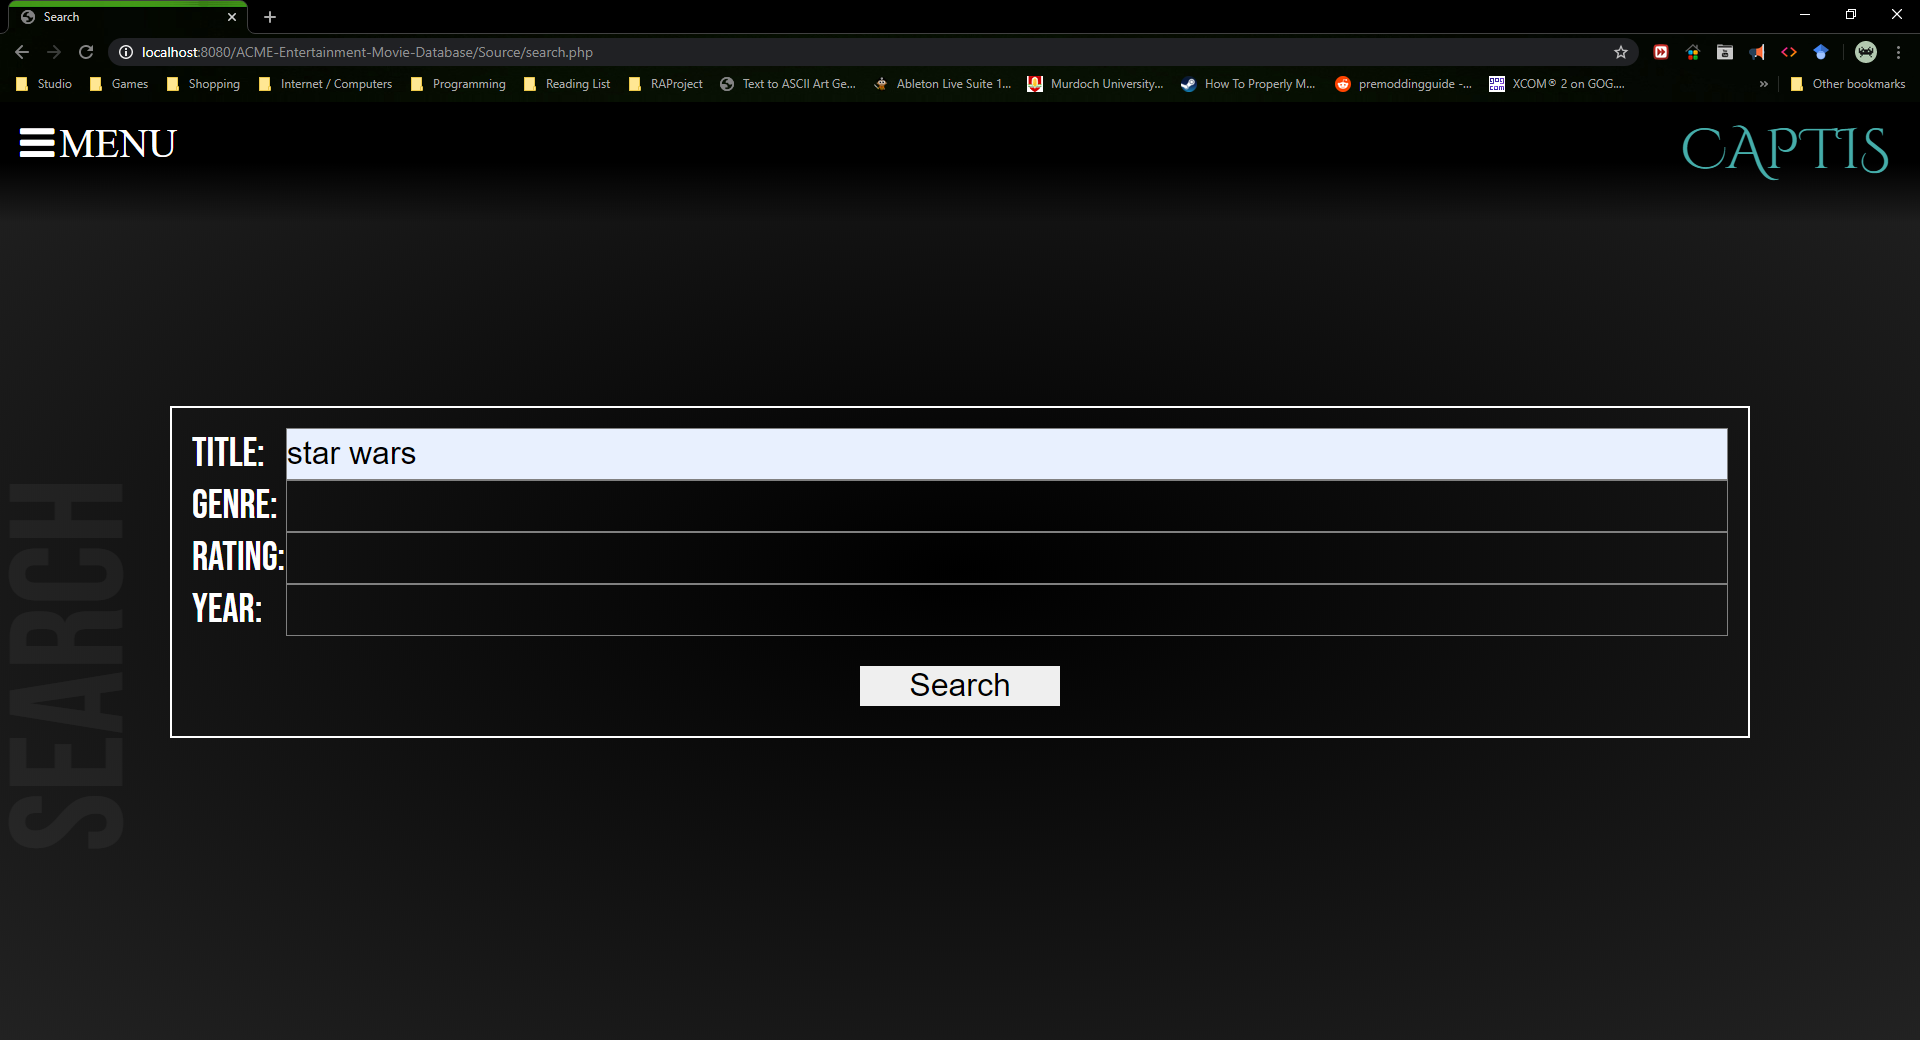 Search
localhost:8080/ACME-Entertainment-Movie-Database/Source/search.php
Studio Games Shopping Internet / Computers Programming Reading List RAProject Text to ASCII Art Ge... Ableton Live Suite 1... Murdoch University... How To Properly M... premoddingguide -... XCOM® 2 on GOG.... » Other bookmarks
MENU
CAPTIS
SEARCH
TITLE: star wars
GENRE:
RATING:
YEAR:
Search